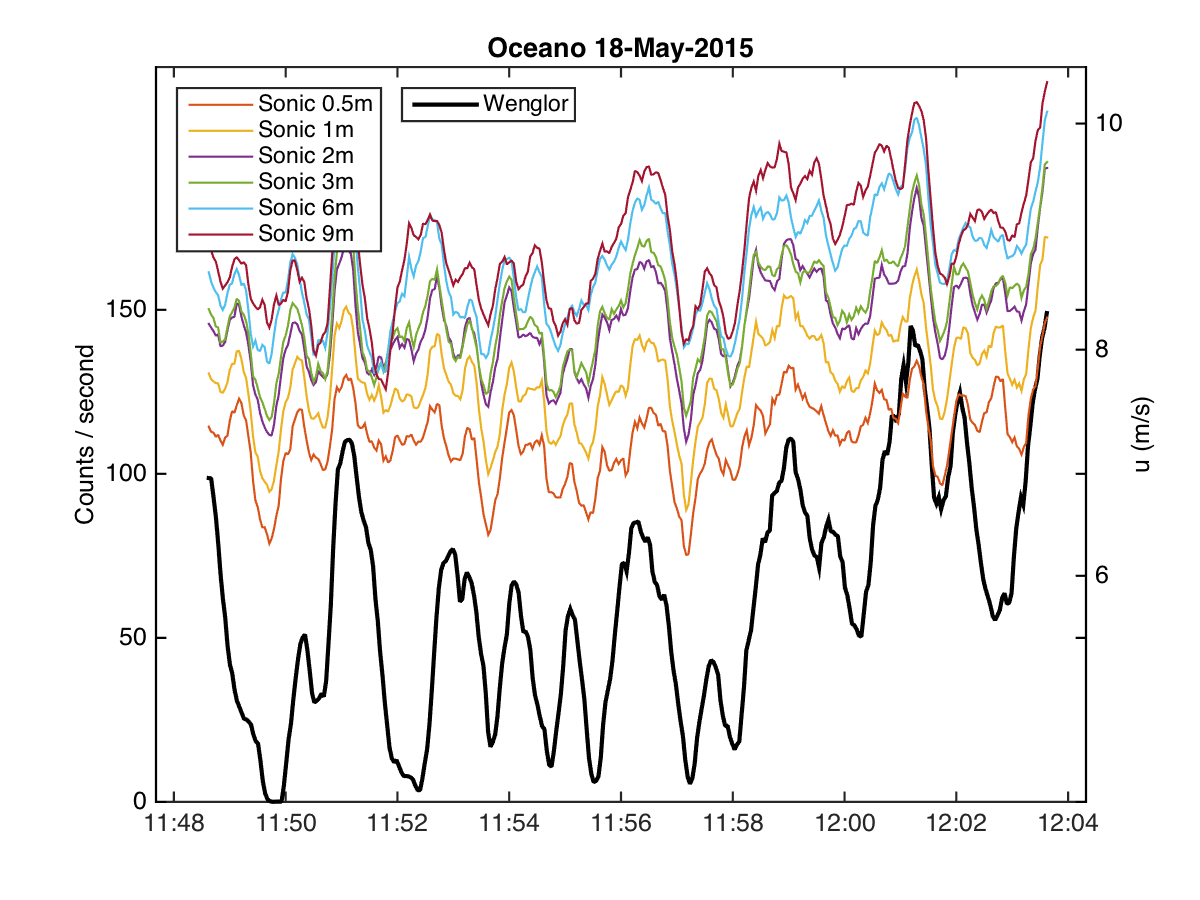 Oceano 18-May-2015
Sonic 0.5m
Sonic 1m
Sonic 2m
Sonic 3m
Sonic 6m
Sonic 9m
Wenglor
Counts / second
150
100
50
0
10
8
6
u (m/s)
11:48 11:50 11:52 11:54 11:56 11:58 12:00 12:02 12:04